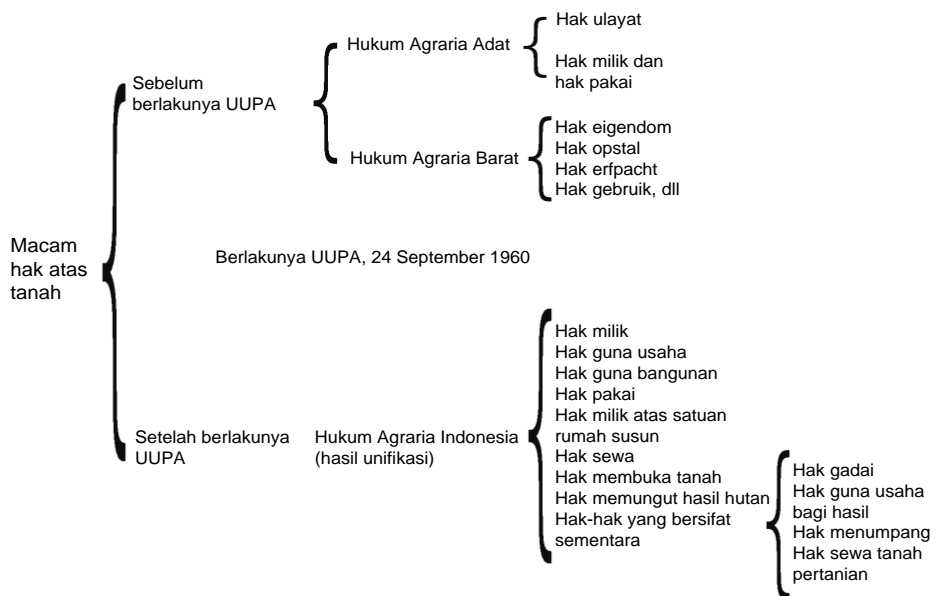 Macam
hak atas
tanah
Sebelum
berlakunya UUPA
Hukum Agraria Adat
Hak ulayat
Hak milik dan
hak pakai
Hukum Agraria Barat
Hak eigendom
Hak opstal
Hak erfpacht
Hak gebruik, dll
Berlakunya UUPA, 24 September 1960
Setelah berlakunya
UUPA
Hukum Agraria Indonesia
(hasil unifikasi)
Hak milik
Hak guna usaha
Hak guna bangunan
Hak pakai
Hak milik atas satuan
rumah susun
Hak sewa
Hak membuka tanah
Hak memungut hasil hutan
Hak-hak yang bersifat
sementara
Hak gadai
Hak guna usaha
bagi hasil
Hak menumpang
Hak sewa tanah
pertanian